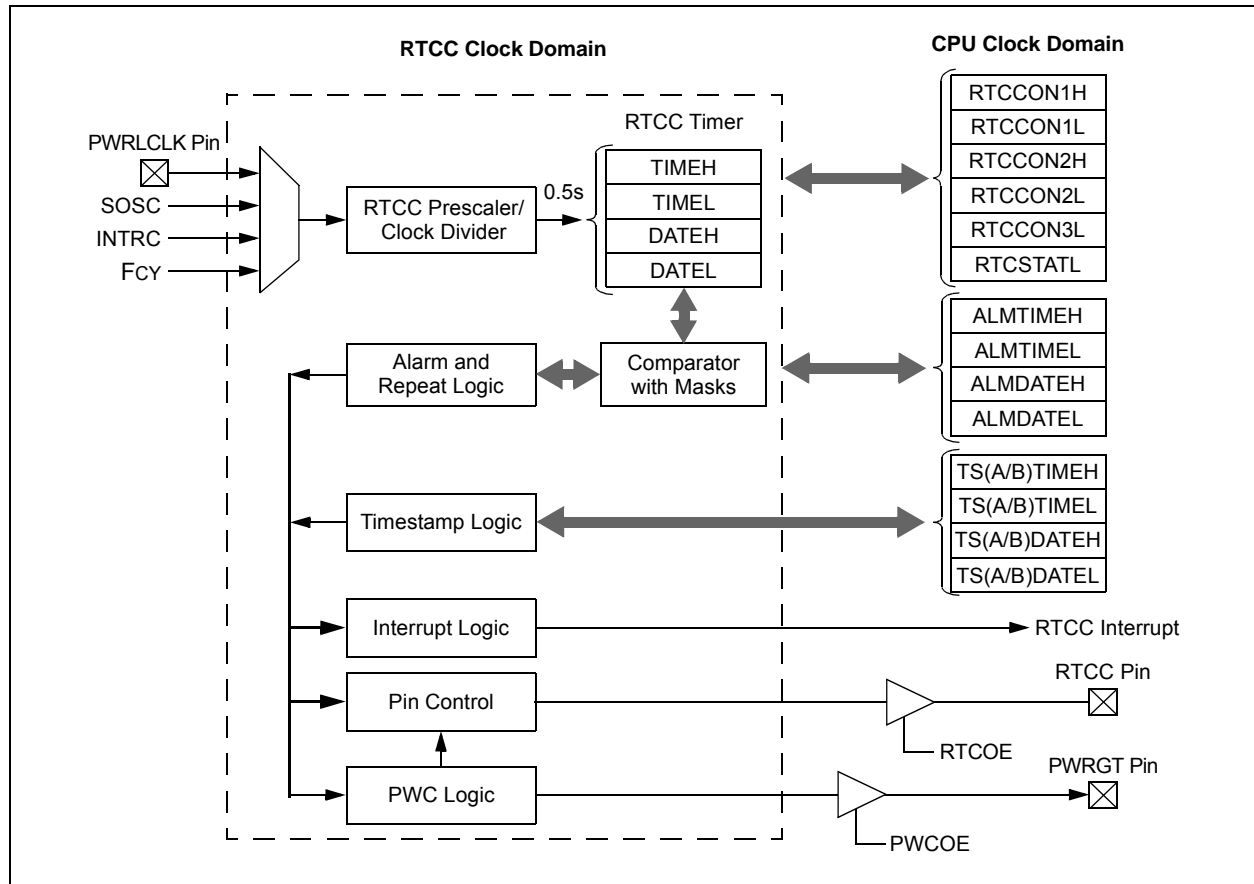 RTCC Clock Domain
CPU Clock Domain
PWRLCLK Pin
SOSC
INTRC
FCY
RTCC Prescaler/
Clock Divider
0.5s
RTCC Timer
TIMEH
TIMEL
DATEH
DATEL
RTCCON1H
RTCCON1L
RTCCON2H
RTCCON2L
RTCCON3L
RTCSTATL
Alarm and
Repeat Logic
Comparator
with Masks
ALMTIMEH
ALMTIMEL
ALMDATEH
ALMDATEL
Timestamp Logic
TS(A/B)TIMEH
TS(A/B)TIMEL
TS(A/B)DATEH
TS(A/B)DATEL
Interrupt Logic
RTCC Interrupt
Pin Control
RTCC Pin
RTCOE
PWC Logic
PWRGT Pin
PWCOE